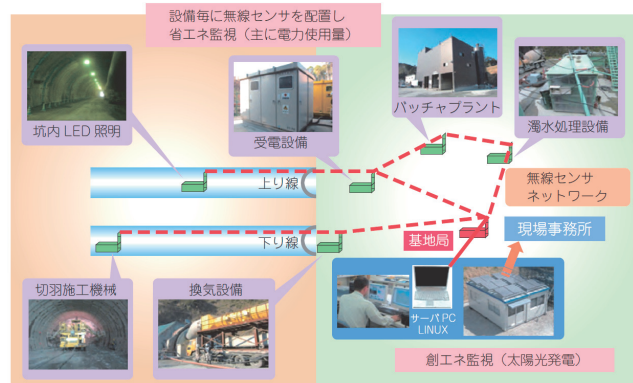 設備毎に無線センサを配置し
省エネ監視（主に電力使用量）
坑内 LED 照明
受電設備
バッチャプラント
濁水処理設備
上り線
無線センサ
ネットワーク
下り線
基地局
現場事務所
切羽施工機械
換気設備
サーバ PC
LINUX
創エネ監視（太陽光発電）